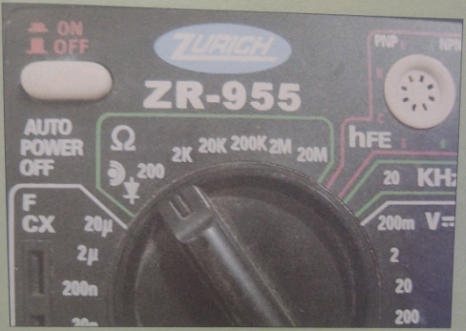 ON
OFF
ZURICH
ZR-955
PNP
NPN
AUTO
POWER
OFF
Ω
200
2K
20K
200K
2M
20M
hFE
20 KHz
F
CX
20μ
2μ
200n
20n
200m V
2
20
200